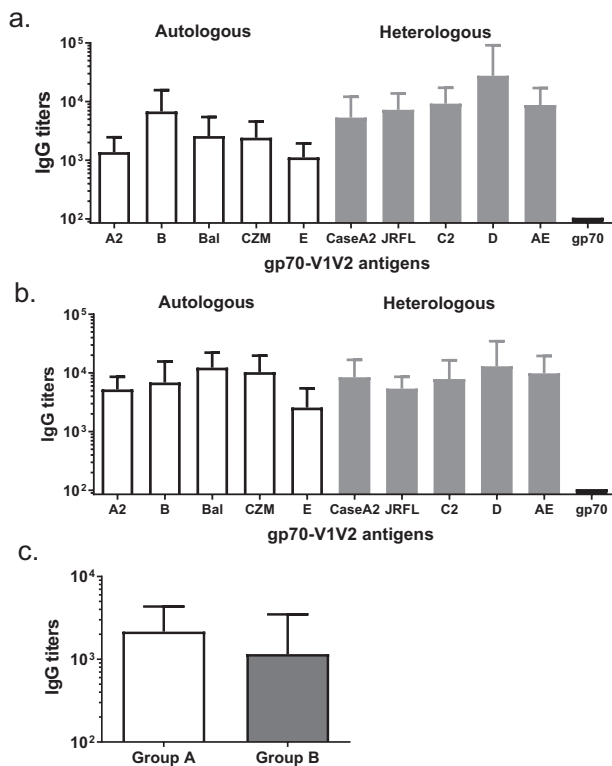 a.
Autologous Heterologous
IgG titers
10^5
10^4
10^3
10^2
A2 B Bal CZM E CaseA2 JRFL C2 D AE gp70
gp70-V1V2 antigens
b.
Autologous Heterologous
IgG titers
10^5
10^4
10^3
10^2
A2 B Bal CZM E CaseA2 JRFL C2 D AE gp70
gp70-V1V2 antigens
c.
IgG titers
10^4
10^3
10^2
Group A Group B